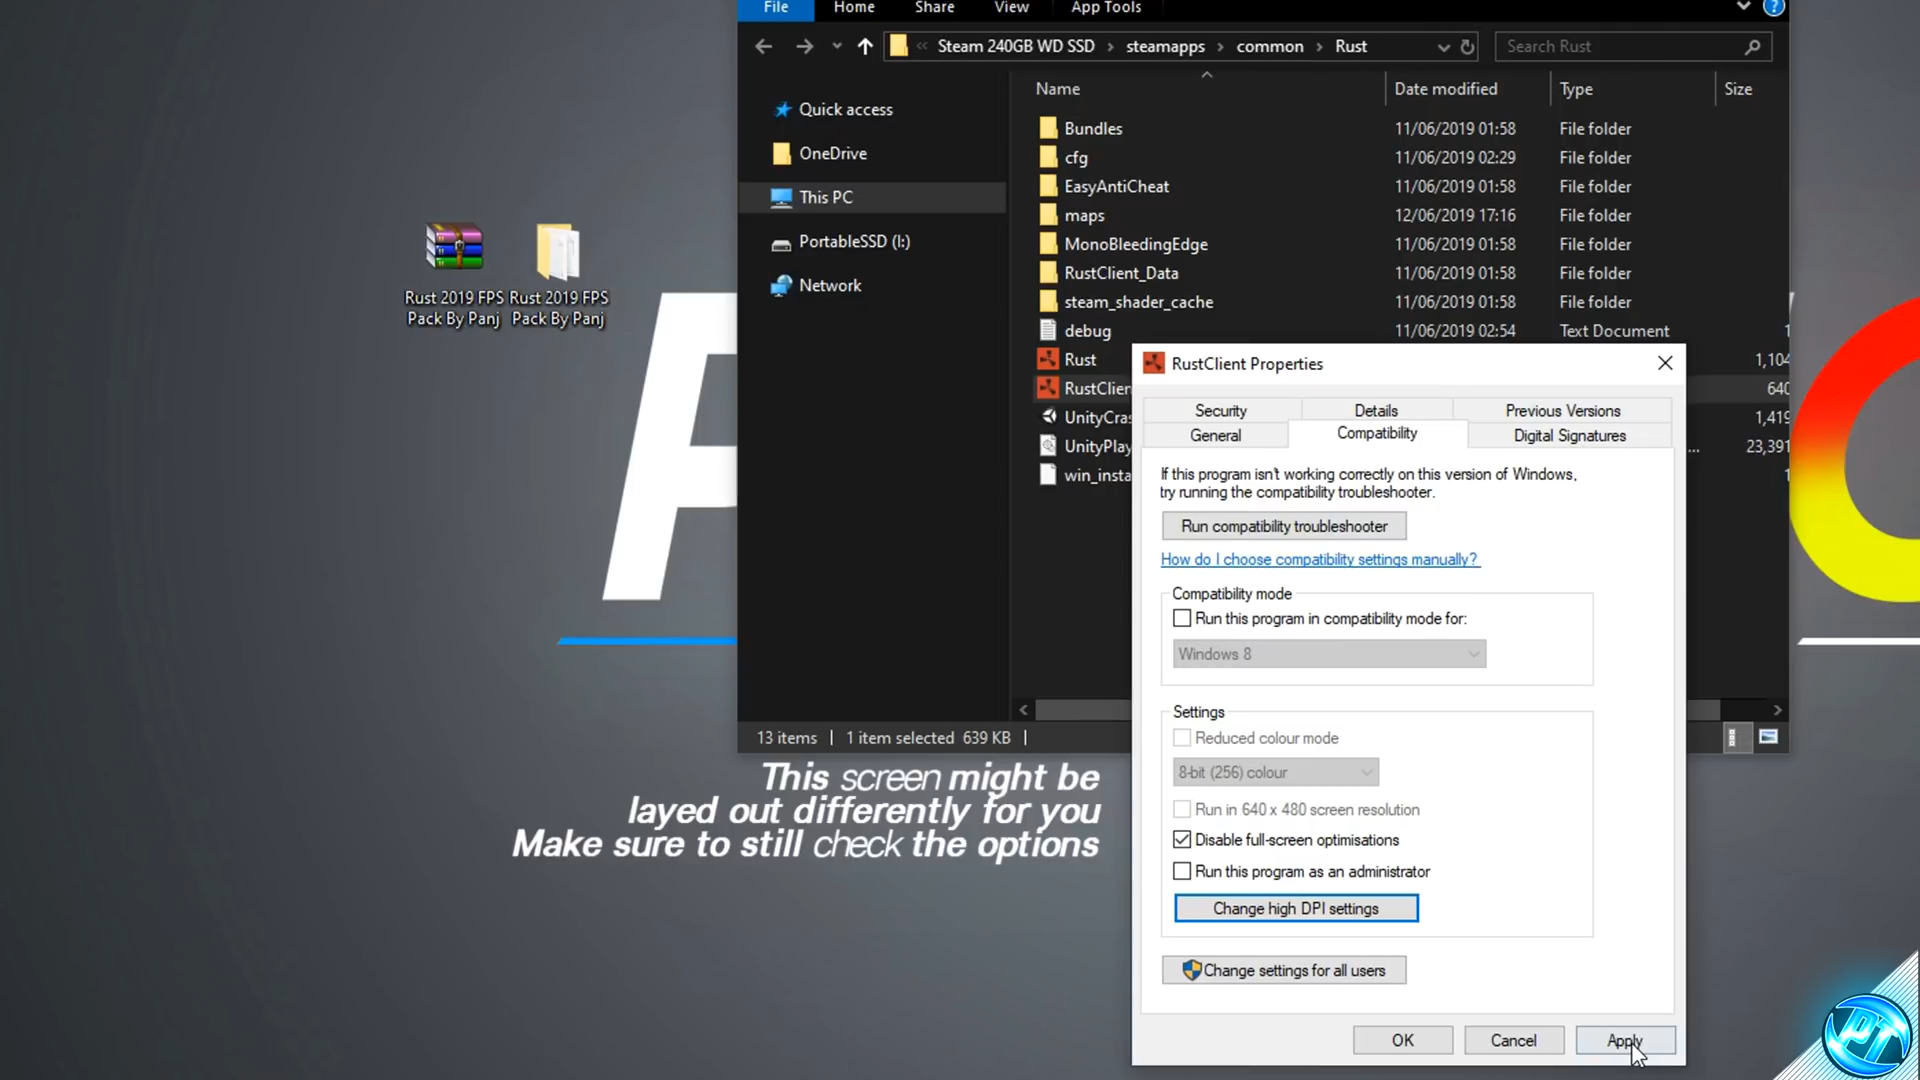 File Home Share View App Tools
« Steam 240GB WD SSD › steamapps › common › Rust
Search Rust
Name Date modified Type Size
Quick access
OneDrive
This PC
PortableSSD (I:)
Network
Bundles 11/06/2019 01:58 File folder
cfg 11/06/2019 02:29 File folder
EasyAntiCheat 11/06/2019 01:58 File folder
maps 12/06/2019 17:16 File folder
MonoBleedingEdge 11/06/2019 01:58 File folder
RustClient_Data 11/06/2019 01:58 File folder
steam_shader_cache 11/06/2019 01:58 File folder
debug 11/06/2019 02:54 Text Document 1
Rust 1,104
RustClien 640
UnityCras 1,419
UnityPlay ... 23,391
win_insta 1
13 items | 1 item selected 639 KB |
Rust 2019 FPS
Pack By Panj
Rust 2019 FPS
Pack By Panj
This screen might be
layed out differently for you
Make sure to still check the options
RustClient Properties
Security Details Previous Versions
General Compatibility Digital Signatures
If this program isn't working correctly on this version of Windows,
try running the compatibility troubleshooter.
Run compatibility troubleshooter
How do I choose compatibility settings manually?
Compatibility mode
Run this program in compatibility mode for:
Windows 8
Settings
Reduced colour mode
8-bit (256) colour
Run in 640 x 480 screen resolution
Disable full-screen optimisations
Run this program as an administrator
Change high DPI settings
Change settings for all users
OK Cancel Apply
PT